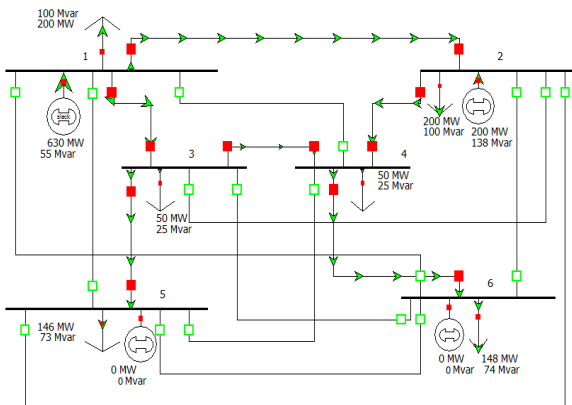 100 Mvar
200 MW
1
2
slack
630 MW
55 Mvar
200 MW
100 Mvar
200 MW
138 Mvar
3
4
50 MW
25 Mvar
50 MW
25 Mvar
5
6
146 MW
73 Mvar
0 MW
0 Mvar
0 MW
0 Mvar
148 MW
74 Mvar